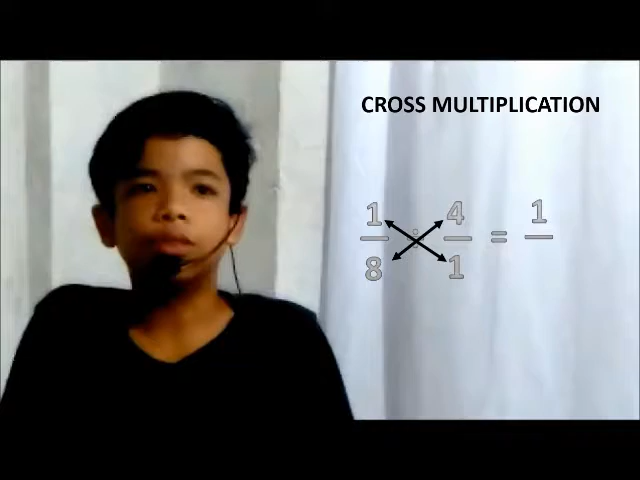 CROSS MULTIPLICATION
1 4 1
÷ =
8 1